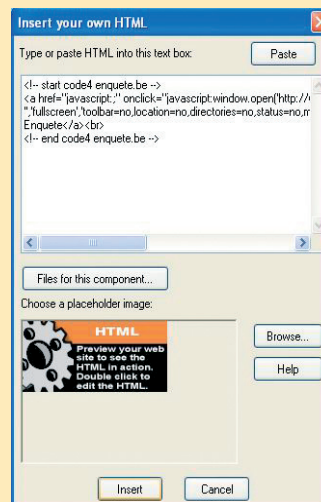 Insert your own HTML
Type or paste HTML into this text box:
Paste
<!-- start code4 enquete.be -->
<a href="javascript:;" onclick="javascript:window.open('http://
",'fullscreen','toolbar=no,location=no,directories=no,status=no,m
Enquete</a><br>
<!-- end code4 enquete.be -->
Files for this component...
Choose a placeholder image:
HTML
Preview your web
site to see the
HTML in action.
Double click to
edit the HTML.
Browse...
Help
Insert
Cancel